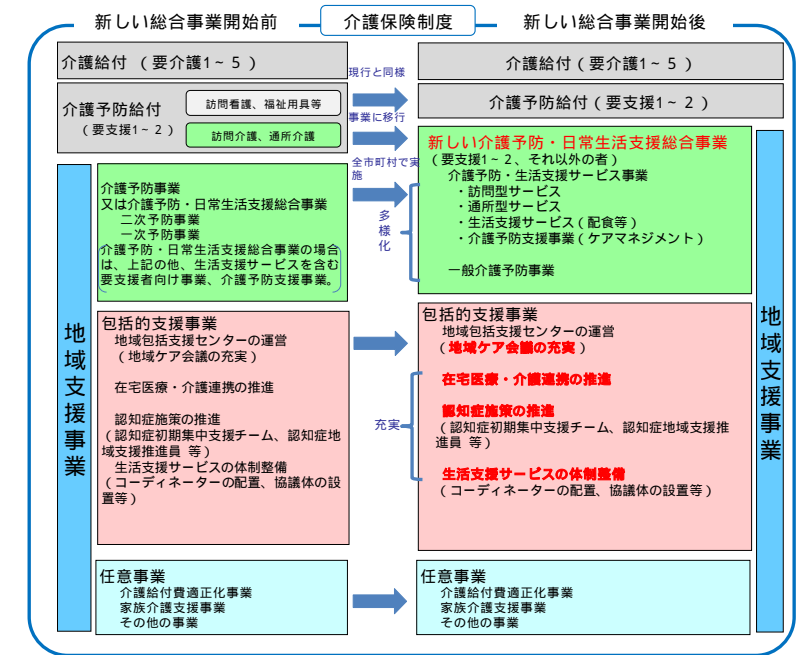 新しい総合事業開始前
介護保険制度
新しい総合事業開始後
介護給付（要介護1~5）
現行と同様
介護給付(要介護1~5)
介護予防給付
(要支援1~2)
訪問看護、福祉用具等
訪問介護、通所介護
事業に移行
介護予防給付(要支援1~2)
全市町村で実
施
介護予防事業
又は介護予防・日常生活支援総合事業
二次予防事業
一次予防事業
介護予防・日常生活支援総合事業の場合
は、上記の他、生活支援サービスを含む
要支援者向け事業、介護予防支援事業。
多
様
化
新しい介護予防・日常生活支援総合事業
(要支援1~2、それ以外の者)
介護予防・生活支援サービス事業
・訪問型サービス
・通所型サービス
・生活支援サービス(配食等)
・介護予防支援事業(ケアマネジメント)
一般介護予防事業
地域支援事業
包括的支援事業
地域包括支援センターの運営
(地域ケア会議の充実)
在宅医療・介護連携の推進
認知症施策の推進
(認知症初期集中支援チーム、認知症地
域支援推進員 等)
生活支援サービスの体制整備
(コーディネーターの配置、協議体の設
置等)
充実
包括的支援事業
地域包括支援センターの運営
(地域ケア会議の充実)
在宅医療・介護連携の推進
認知症施策の推進
(認知症初期集中支援チーム、認知症地域支援推
進員 等)
生活支援サービスの体制整備
(コーディネーターの配置、協議体の設置等)
地域支援事業
任意事業
介護給付費適正化事業
家族介護支援事業
その他の事業
任意事業
介護給付費適正化事業
家族介護支援事業
その他の事業